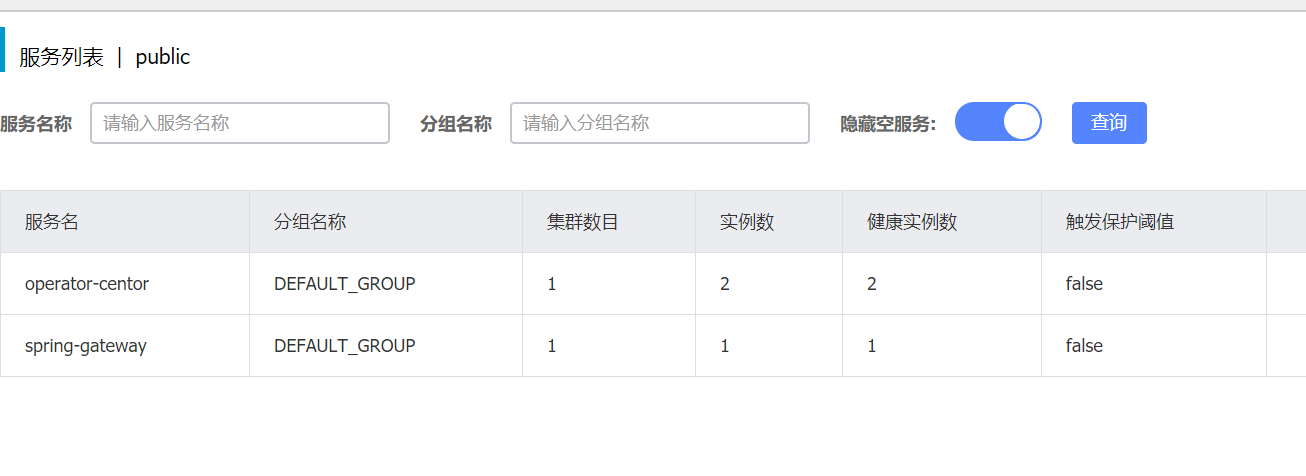 服务列表 | public
服务名称 请输入服务名称 分组名称 请输入分组名称 隐藏空服务: 查询
服务名 分组名称 集群数目 实例数 健康实例数 触发保护阈值
operator-centor DEFAULT_GROUP 1 2 2 false
spring-gateway DEFAULT_GROUP 1 1 1 false